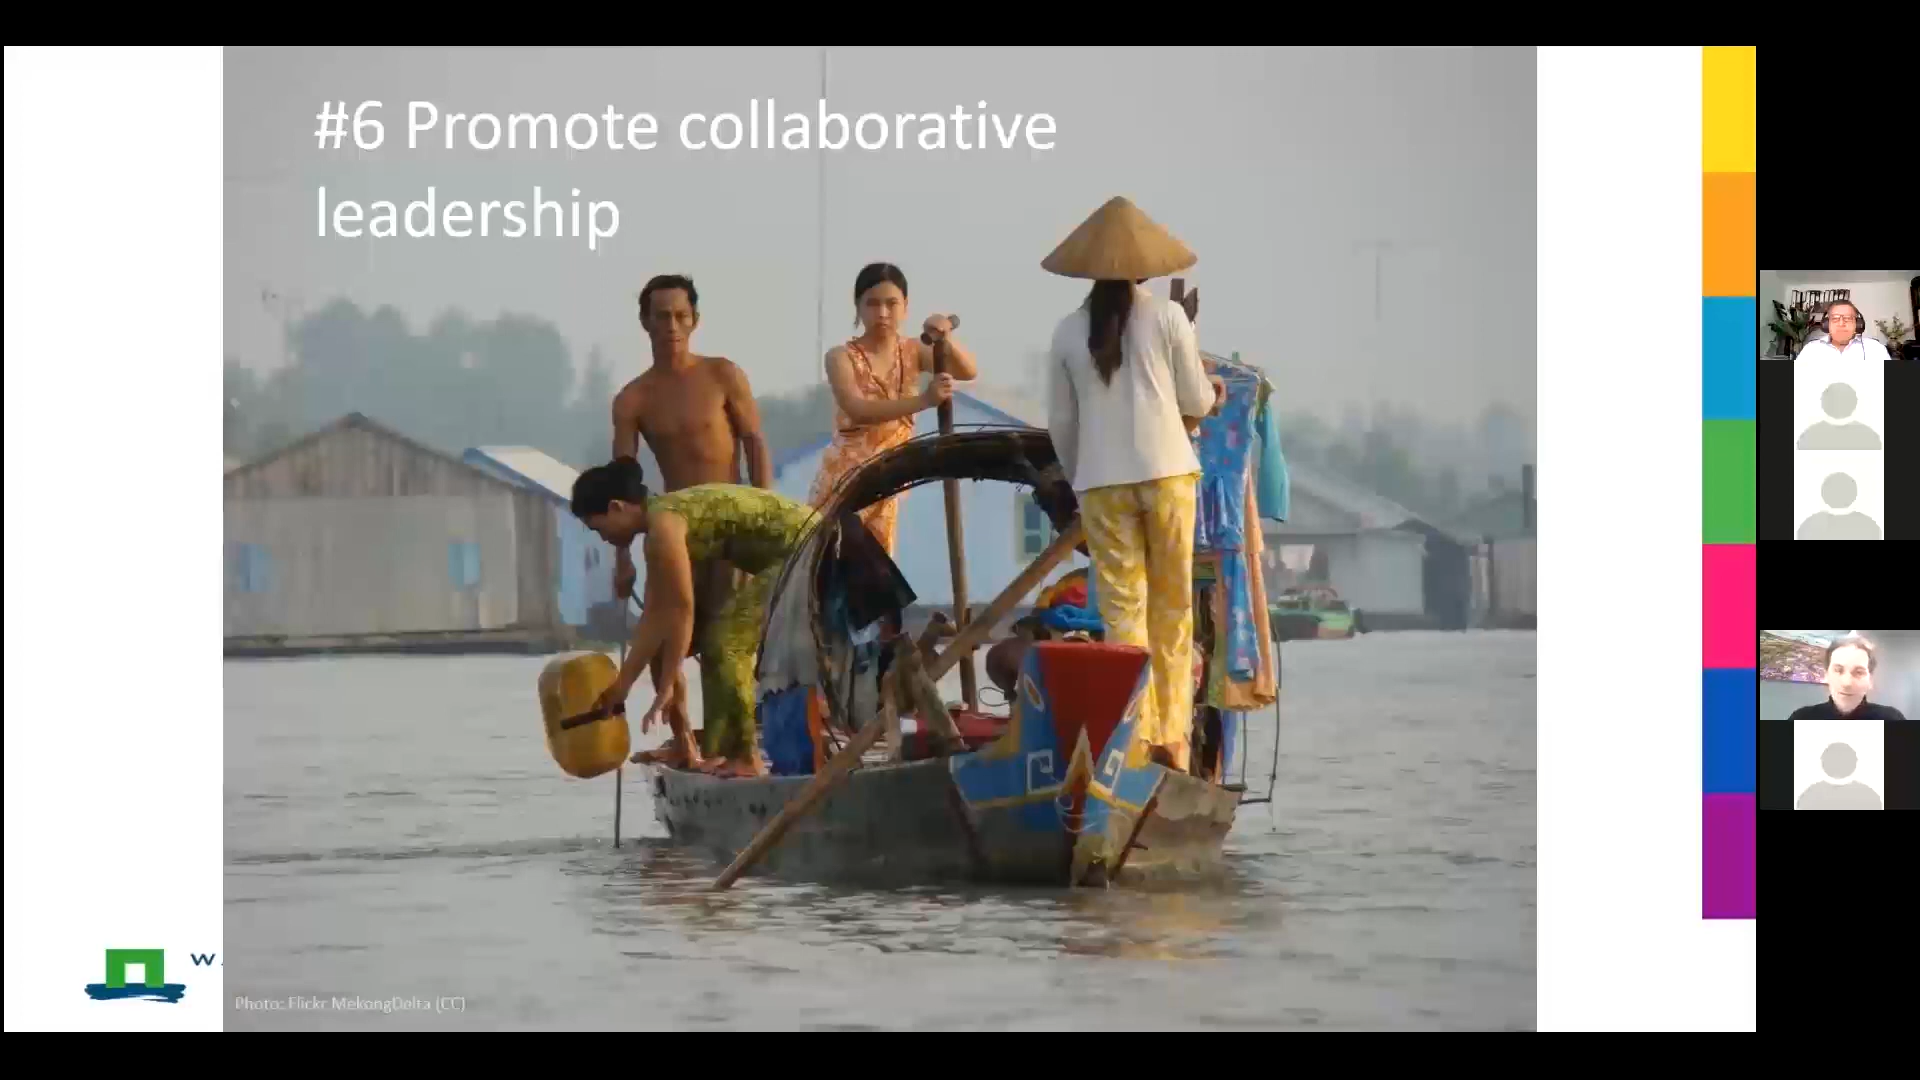 #6 Promote collaborative
leadership
W
Photo: Flickr MekongDelta (CC)